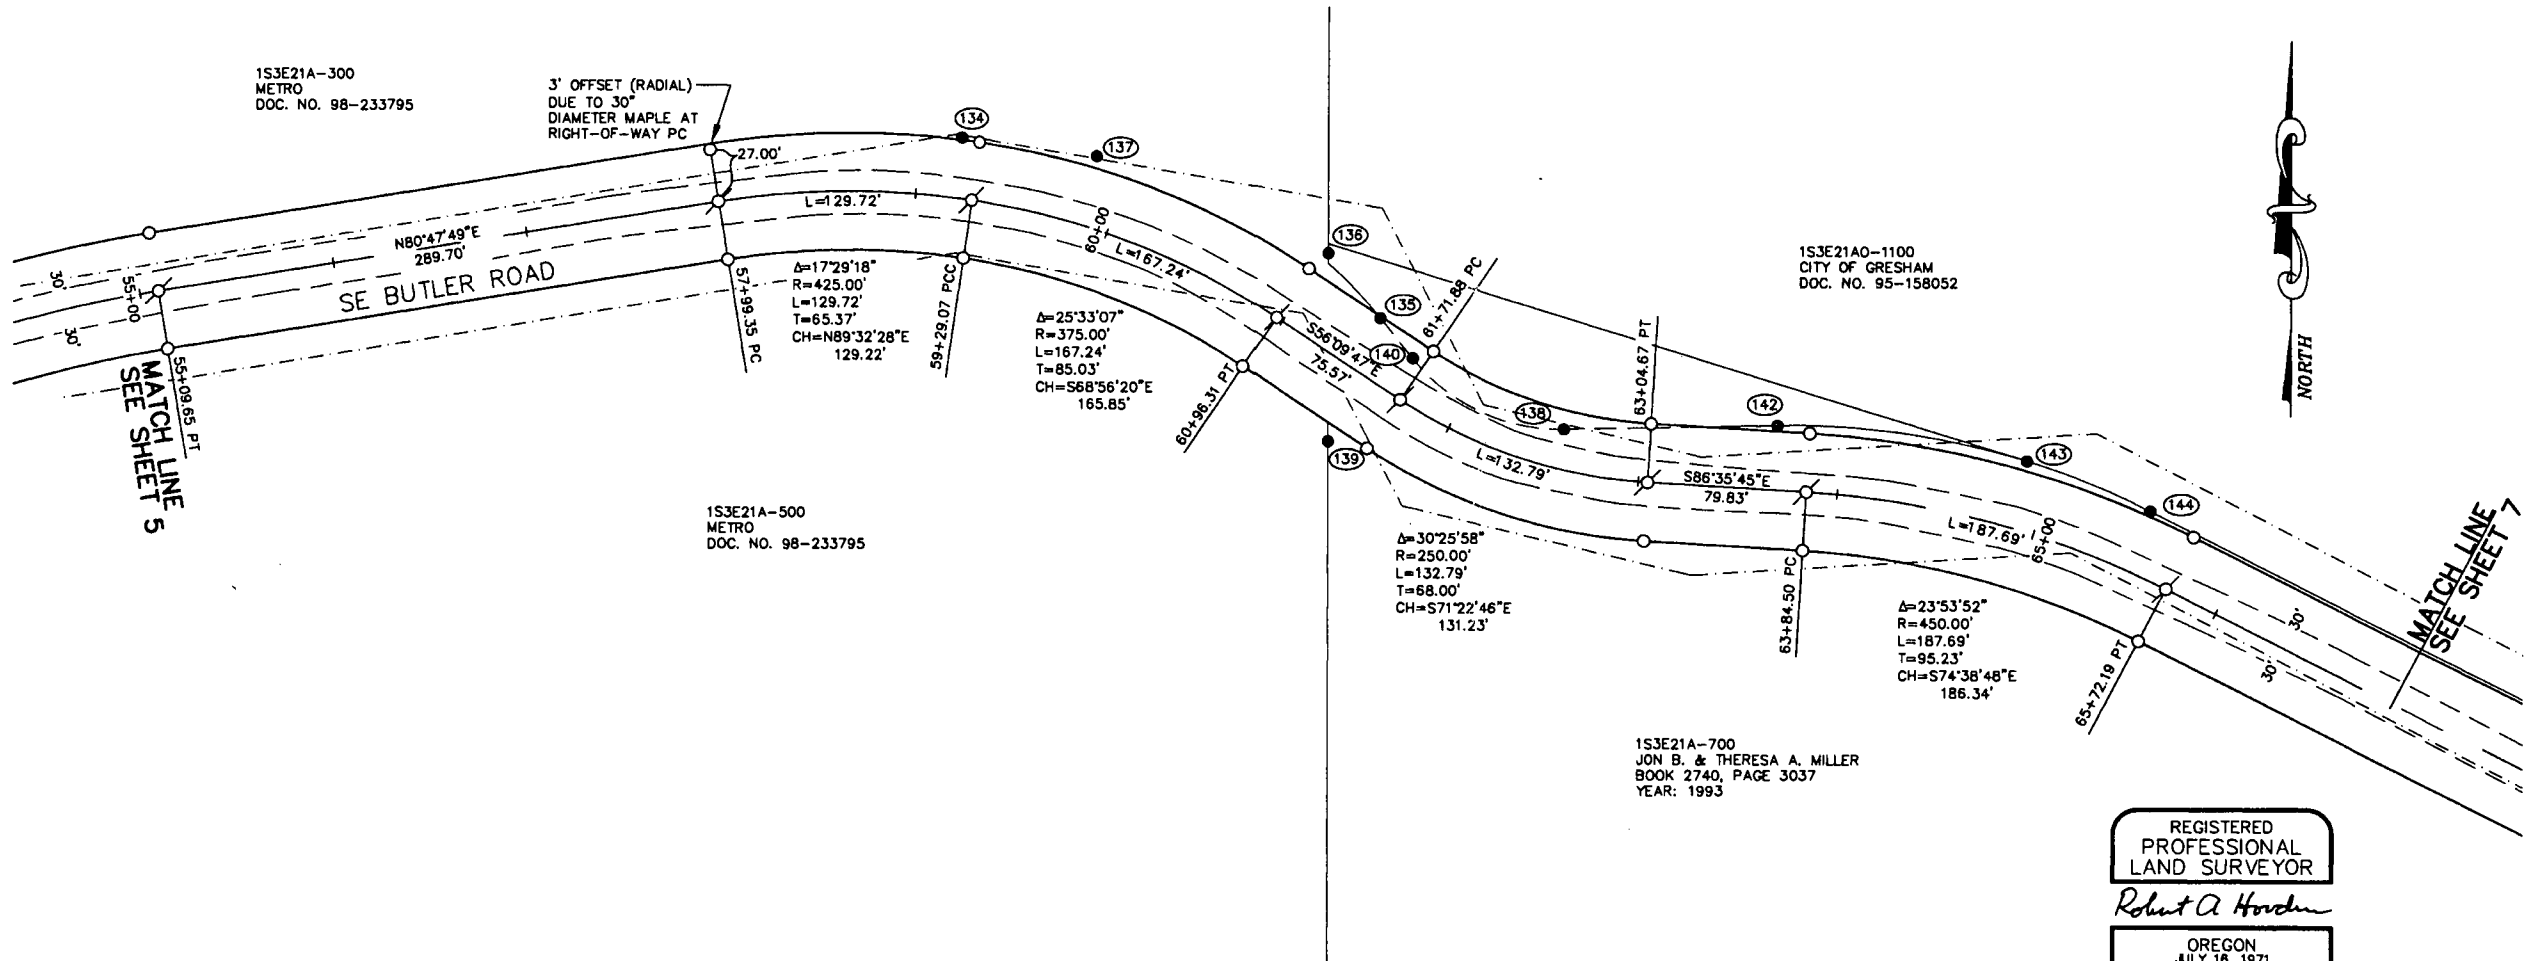 1S3E21A-300
METRO
DOC. NO. 98-233795
3' OFFSET (RADIAL)
DUE TO 30"
DIAMETER MAPLE AT
RIGHT-OF-WAY PC
27.00'
134
137
136
135
140
138
142
143
144
139
1S3E21AO-1100
CITY OF GRESHAM
DOC. NO. 95-158052
NORTH
30'
30'
55+00
N80°47'49"E
289.70'
SE BUTLER ROAD
L=129.72'
60+00
L=167.24'
S56°09'47"E
75.57'
61+71.88 PC
63+04.67 PT
L=132.79'
S86°35'45"E
79.83'
L=187.69'
65+00
30'
30'
55+09.65 PT
MATCH LINE
SEE SHEET 5
57+99.35 PC
Δ=17°29'18"
R=425.00'
L=129.72'
T=65.37'
CH=N89°32'28"E
129.22'
59+29.07 PCC
Δ=25°33'07"
R=375.00'
L=167.24'
T=85.03'
CH=S68°56'20"E
165.85'
60+96.31 PT
1S3E21A-500
METRO
DOC. NO. 98-233795
Δ=30°25'58"
R=250.00'
L=132.79'
T=68.00'
CH=S71°22'46"E
131.23'
63+84.50 PC
Δ=23°53'52"
R=450.00'
L=187.69'
T=95.23'
CH=S74°38'48"E
186.34'
65+72.19 PT
MATCH LINE
SEE SHEET 7
1S3E21A-700
JON B. & THERESA A. MILLER
BOOK 2740, PAGE 3037
YEAR: 1993
REGISTERED
PROFESSIONAL
LAND SURVEYOR
Robert A Hovden
OREGON
JULY 16, 1971